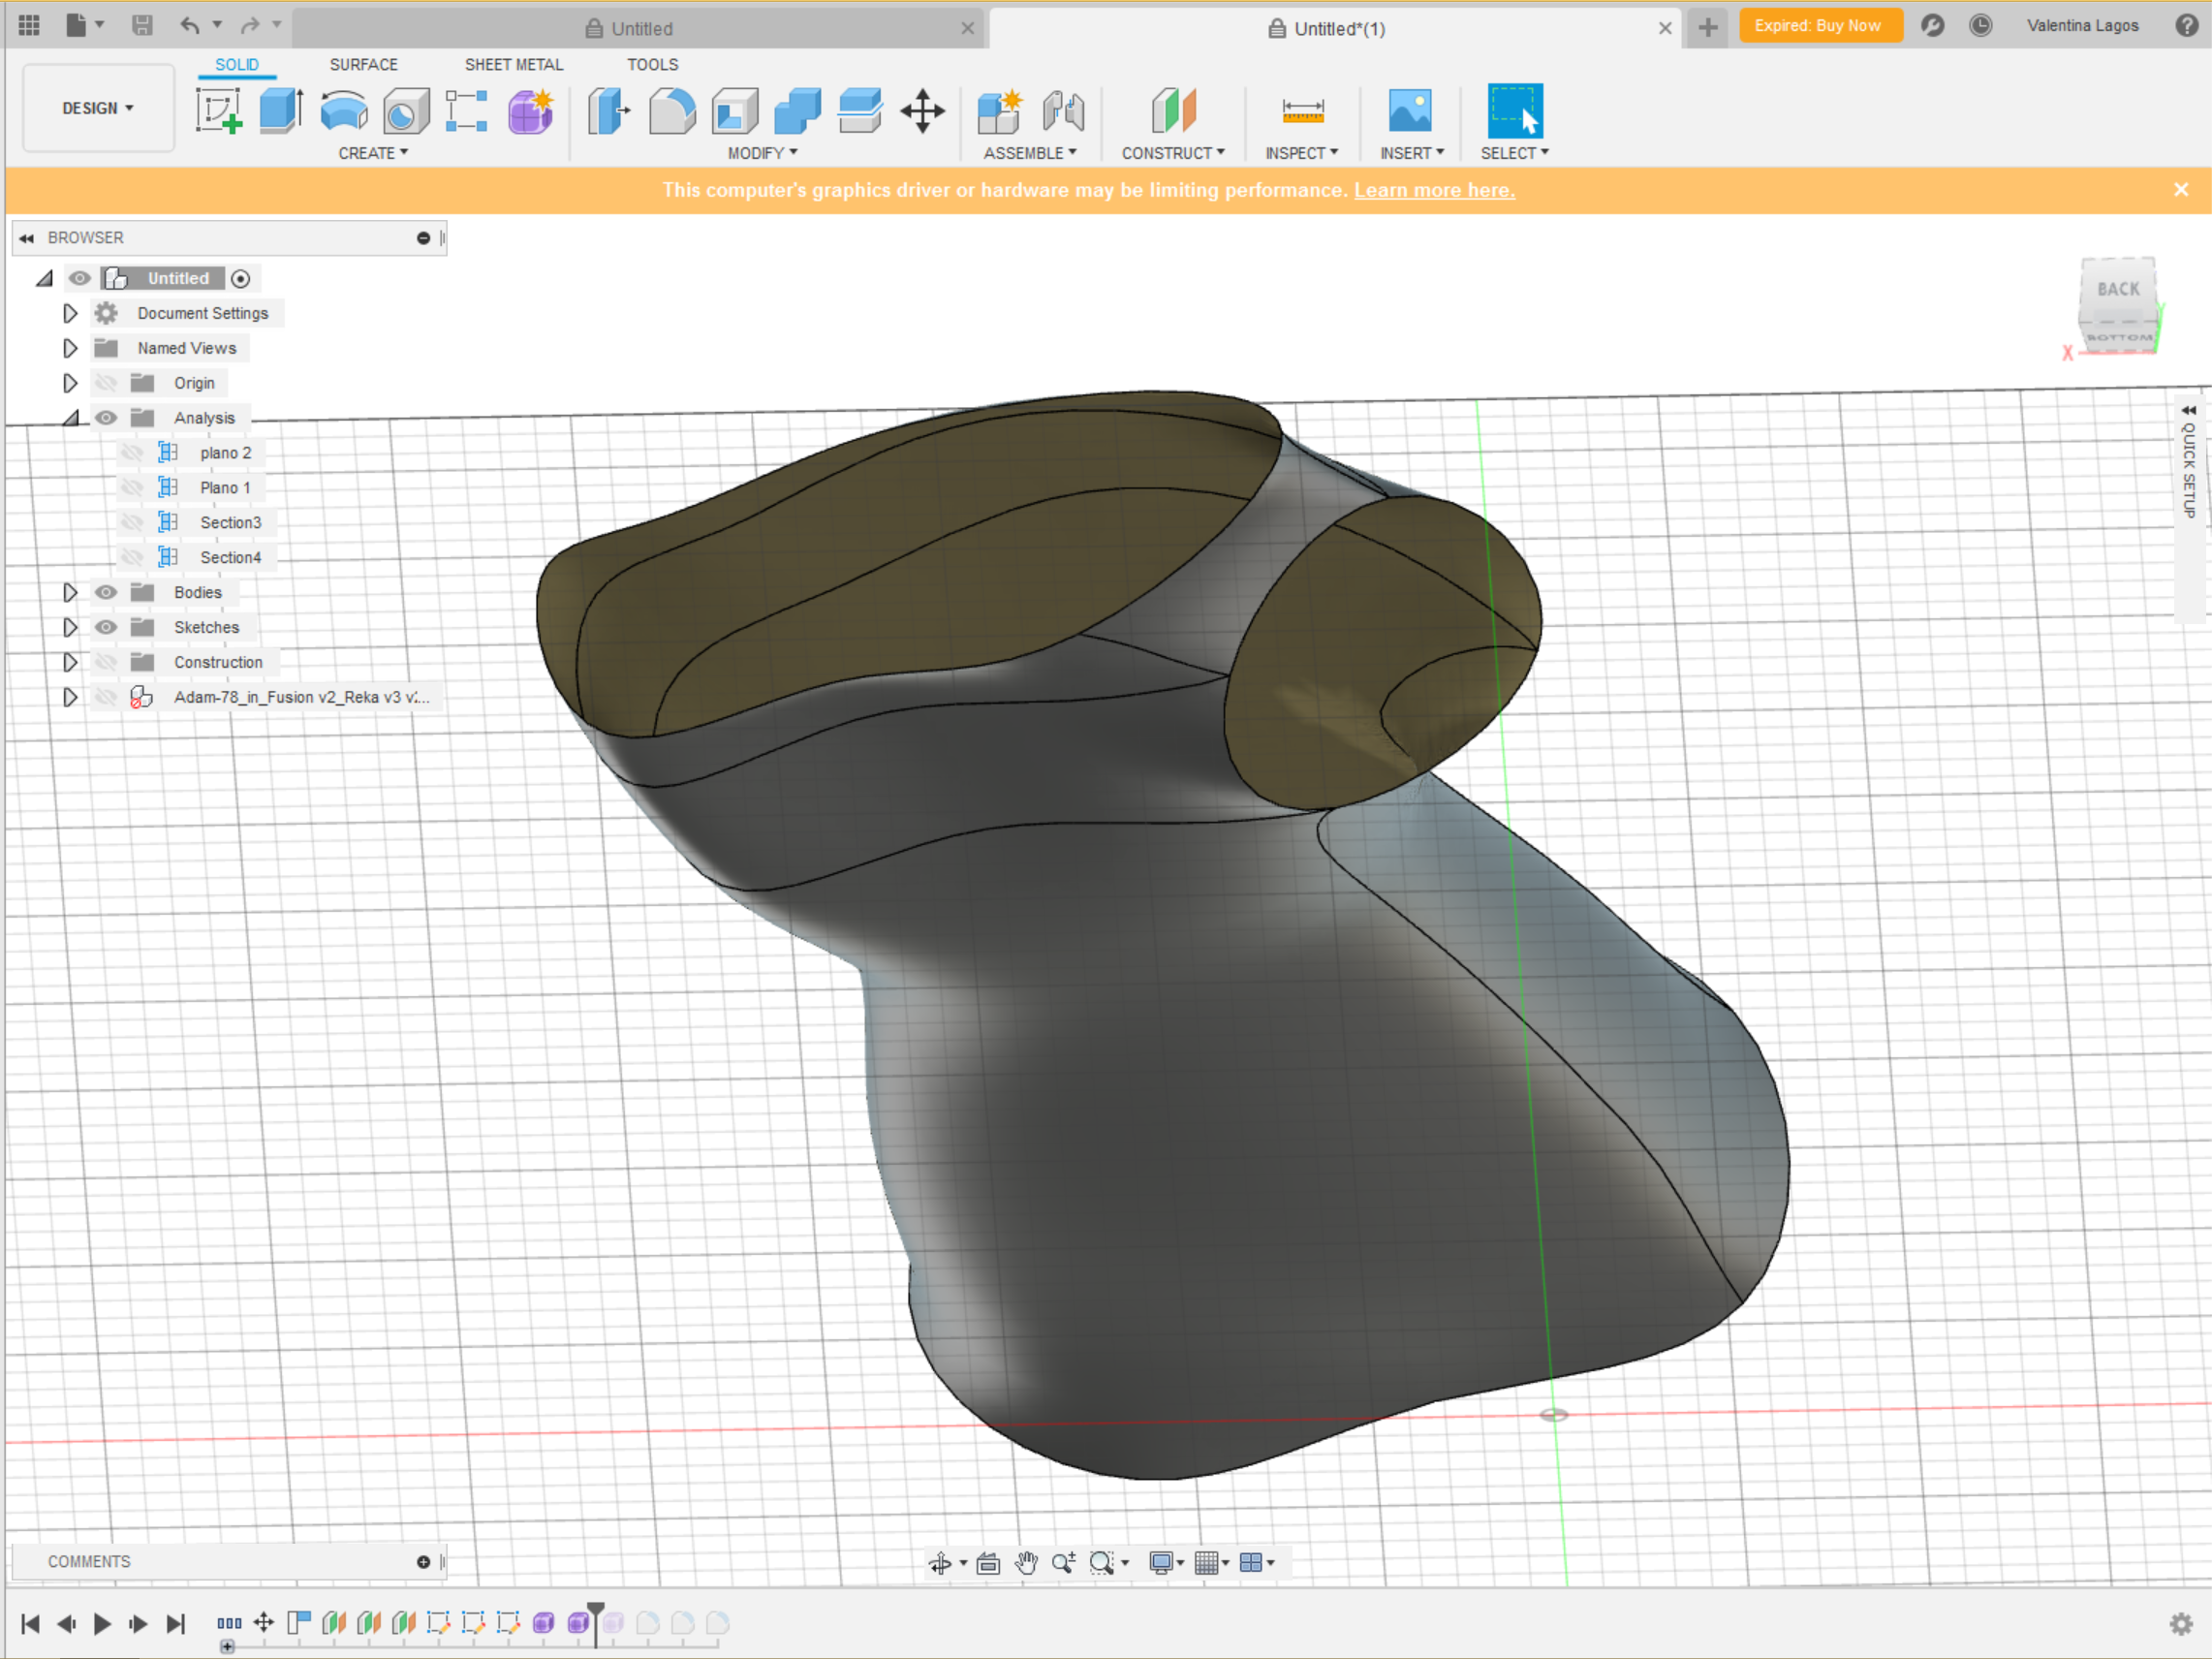 Untitled
Untitled*(1)
Expired: Buy Now
Valentina Lagos
SOLID
SURFACE
SHEET METAL
TOOLS
DESIGN
CREATE
MODIFY
ASSEMBLE
CONSTRUCT
INSPECT
INSERT
SELECT
This computer's graphics driver or hardware may be limiting performance. Learn more here.
BROWSER
Untitled
Document Settings
Named Views
Origin
Analysis
plano 2
Plano 1
Section3
Section4
Bodies
Sketches
Construction
Adam-78_in_Fusion v2_Reka v3 v2...
BACK
BOTTOM
X
Y
QUICK SETUP
COMMENTS